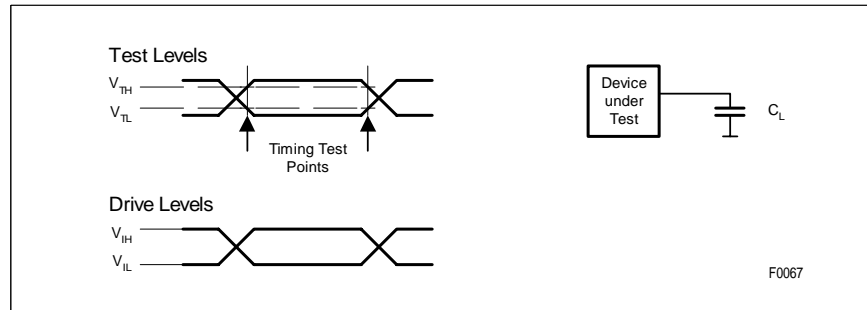 Test Levels
V_TH
V_TL
Timing Test
Points
Device
under
Test
C_L
Drive Levels
V_IH
V_IL
F0067